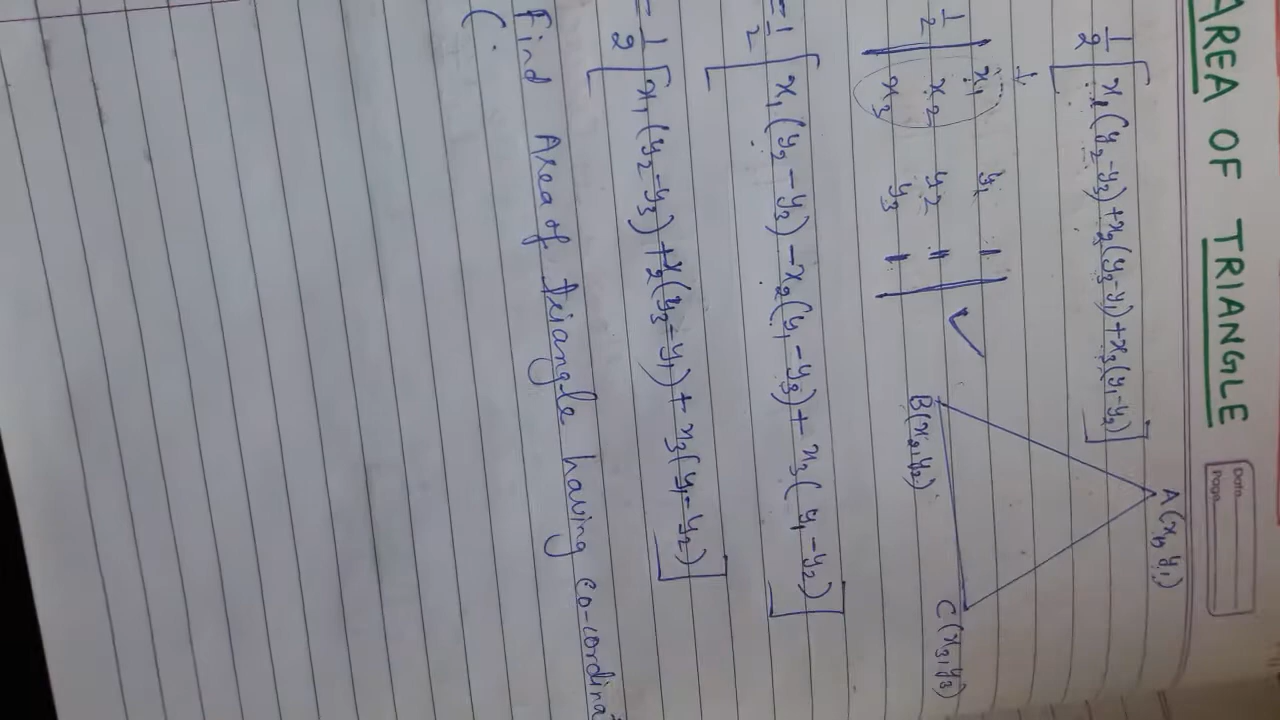 AREA OF TRIANGLE
Date
Page
A(x₁, y₁)
1/2 [x₁(y₂-y₃)+x₂(y₃-y₁)+x₃(y₁-y₂)]
1/2 | x₁ y₁ 1
x₂ y₂ 1
x₃ y₃ 1 |
B(x₂,y₂)
C(x₃,y₃)
= 1/2 [x₁(y₂-y₃)-x₂(y₁-y₃)+x₃(y₁-y₂)]
= 1/2 [x₁(y₂-y₃)+x₂(y₃-y₁)+x₃(y₁-y₂)]
Find Area of triangle having co-cordina
(